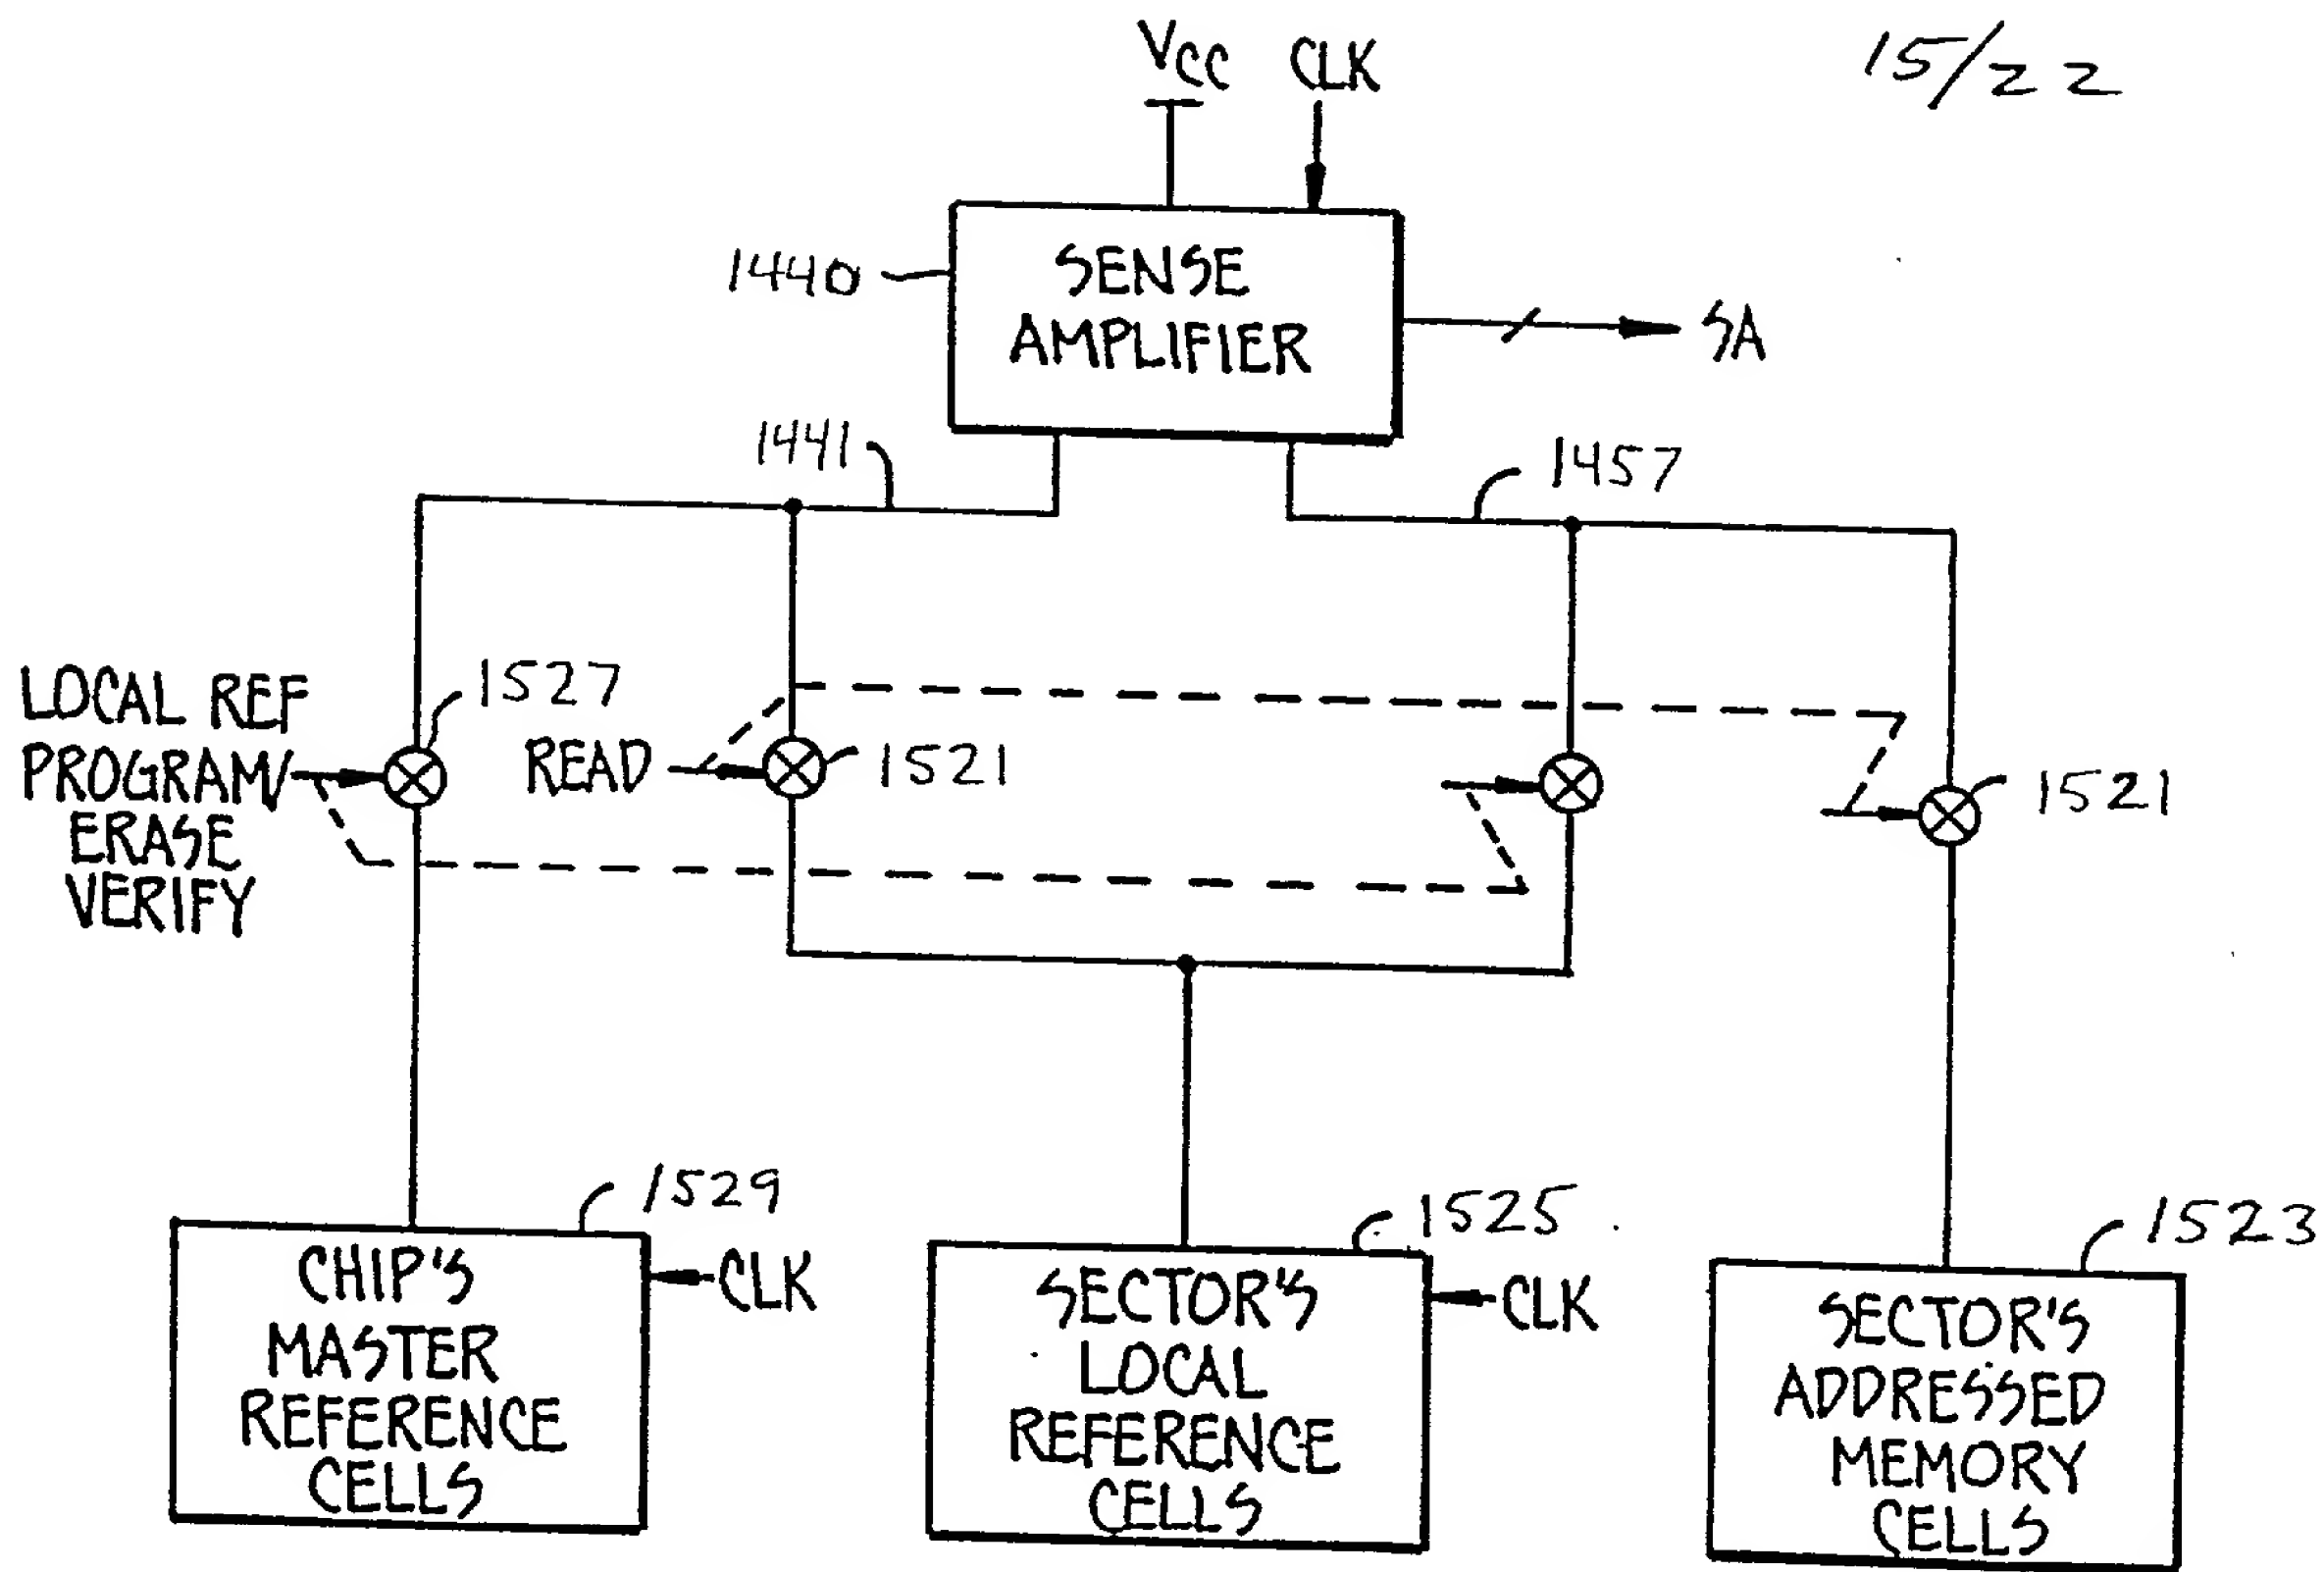 15/22
VCC
CLK
1440
SENSE
AMPLIFIER
SA
1441
1457
LOCAL REF
PROGRAM/
ERASE
VERIFY
1527
READ
1521
1521
1529
CHIP'S
MASTER
REFERENCE
CELLS
CLK
1525
SECTOR'S
LOCAL
REFERENCE
CELLS
CLK
1523
SECTOR'S
ADDRESSED
MEMORY
CELLS